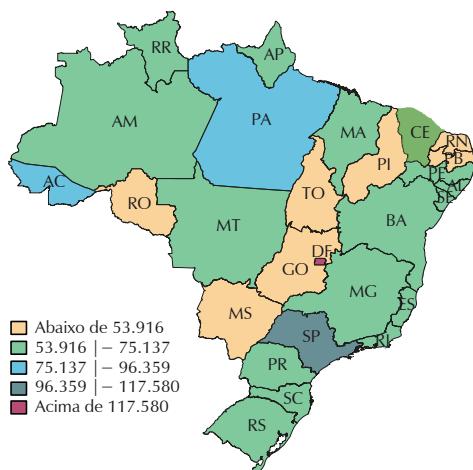 RR
AP
AM
PA
MA
CE
RN
PB
PI
PE
AL
SE
AC
RO
TO
MT
BA
DF
GO
MG
ES
MS
SP
RJ
PR
SC
RS
Abaixo de 53.916
53.916 |− 75.137
75.137 |− 96.359
96.359 |− 117.580
Acima de 117.580